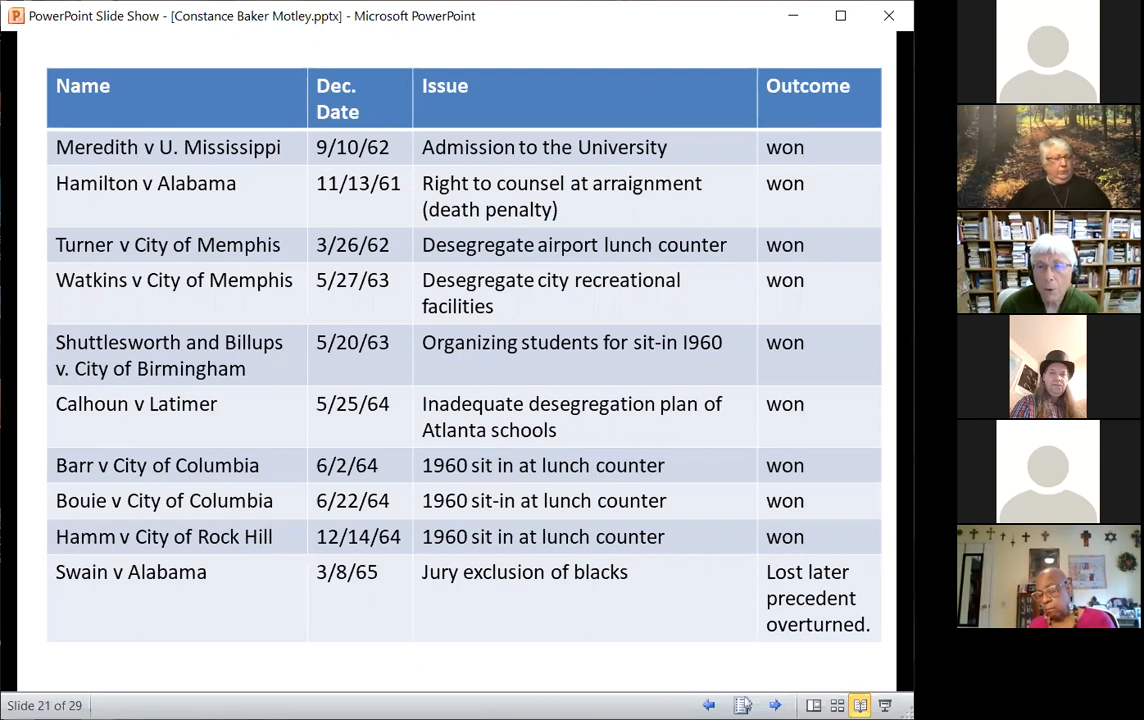 PowerPoint Slide Show - [Constance Baker Motley.pptx] - Microsoft PowerPoint
Name Dec. Date Issue Outcome
Meredith v U. Mississippi 9/10/62 Admission to the University won
Hamilton v Alabama 11/13/61 Right to counsel at arraignment (death penalty) won
Turner v City of Memphis 3/26/62 Desegregate airport lunch counter won
Watkins v City of Memphis 5/27/63 Desegregate city recreational facilities won
Shuttlesworth and Billups v. City of Birmingham 5/20/63 Organizing students for sit-in I960 won
Calhoun v Latimer 5/25/64 Inadequate desegregation plan of Atlanta schools won
Barr v City of Columbia 6/2/64 1960 sit in at lunch counter won
Bouie v City of Columbia 6/22/64 1960 sit-in at lunch counter won
Hamm v City of Rock Hill 12/14/64 1960 sit in at lunch counter won
Swain v Alabama 3/8/65 Jury exclusion of blacks Lost later precedent overturned.
Slide 21 of 29